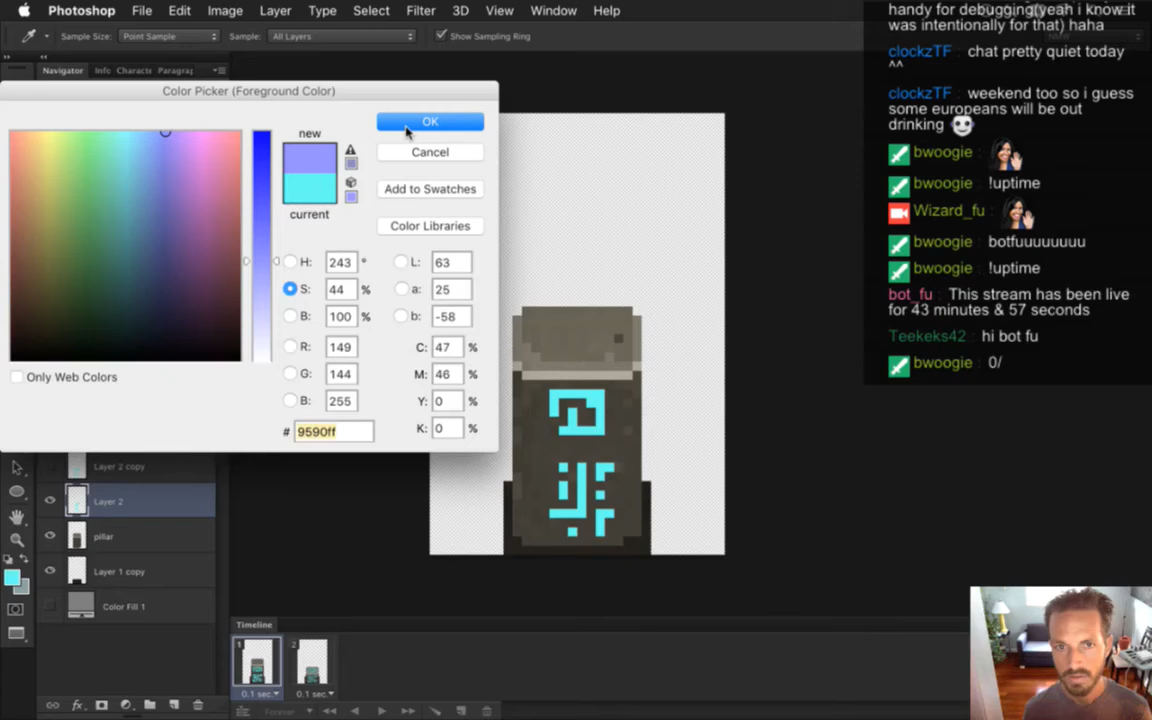 Photoshop File Edit Image Layer Type Select Filter 3D View Window Help
Sample Size: Point Sample Sample: All Layers Show Sampling Ring
Navigator Info Characte Paragraj
Color Picker (Foreground Color)
new
current
OK
Cancel
Add to Swatches
Color Libraries
H: 243 ° L: 63
S: 44 % a: 25
B: 100 % b: -58
R: 149 C: 47 %
G: 144 M: 46 %
B: 255 Y: 0 %
# 9590ff K: 0 %
Only Web Colors
Layer 2 copy
Layer 2
pillar
Layer 1 copy
Color Fill 1
Timeline
1 2
0.1 sec. 0.1 sec.
Forever
fx
handy for debugging(yeah i know it
was intentionally for that) haha
clockzTF : chat pretty quiet today
^^
clockzTF : weekend too so i guess
some europeans will be out
drinking
bwoogie :
bwoogie : !uptime
Wizard_fu :
bwoogie : botfuuuuuuuu
bwoogie : !uptime
bot_fu : This stream has been live
for 43 minutes & 57 seconds
Teekeks42 : hi bot fu
bwoogie : 0/